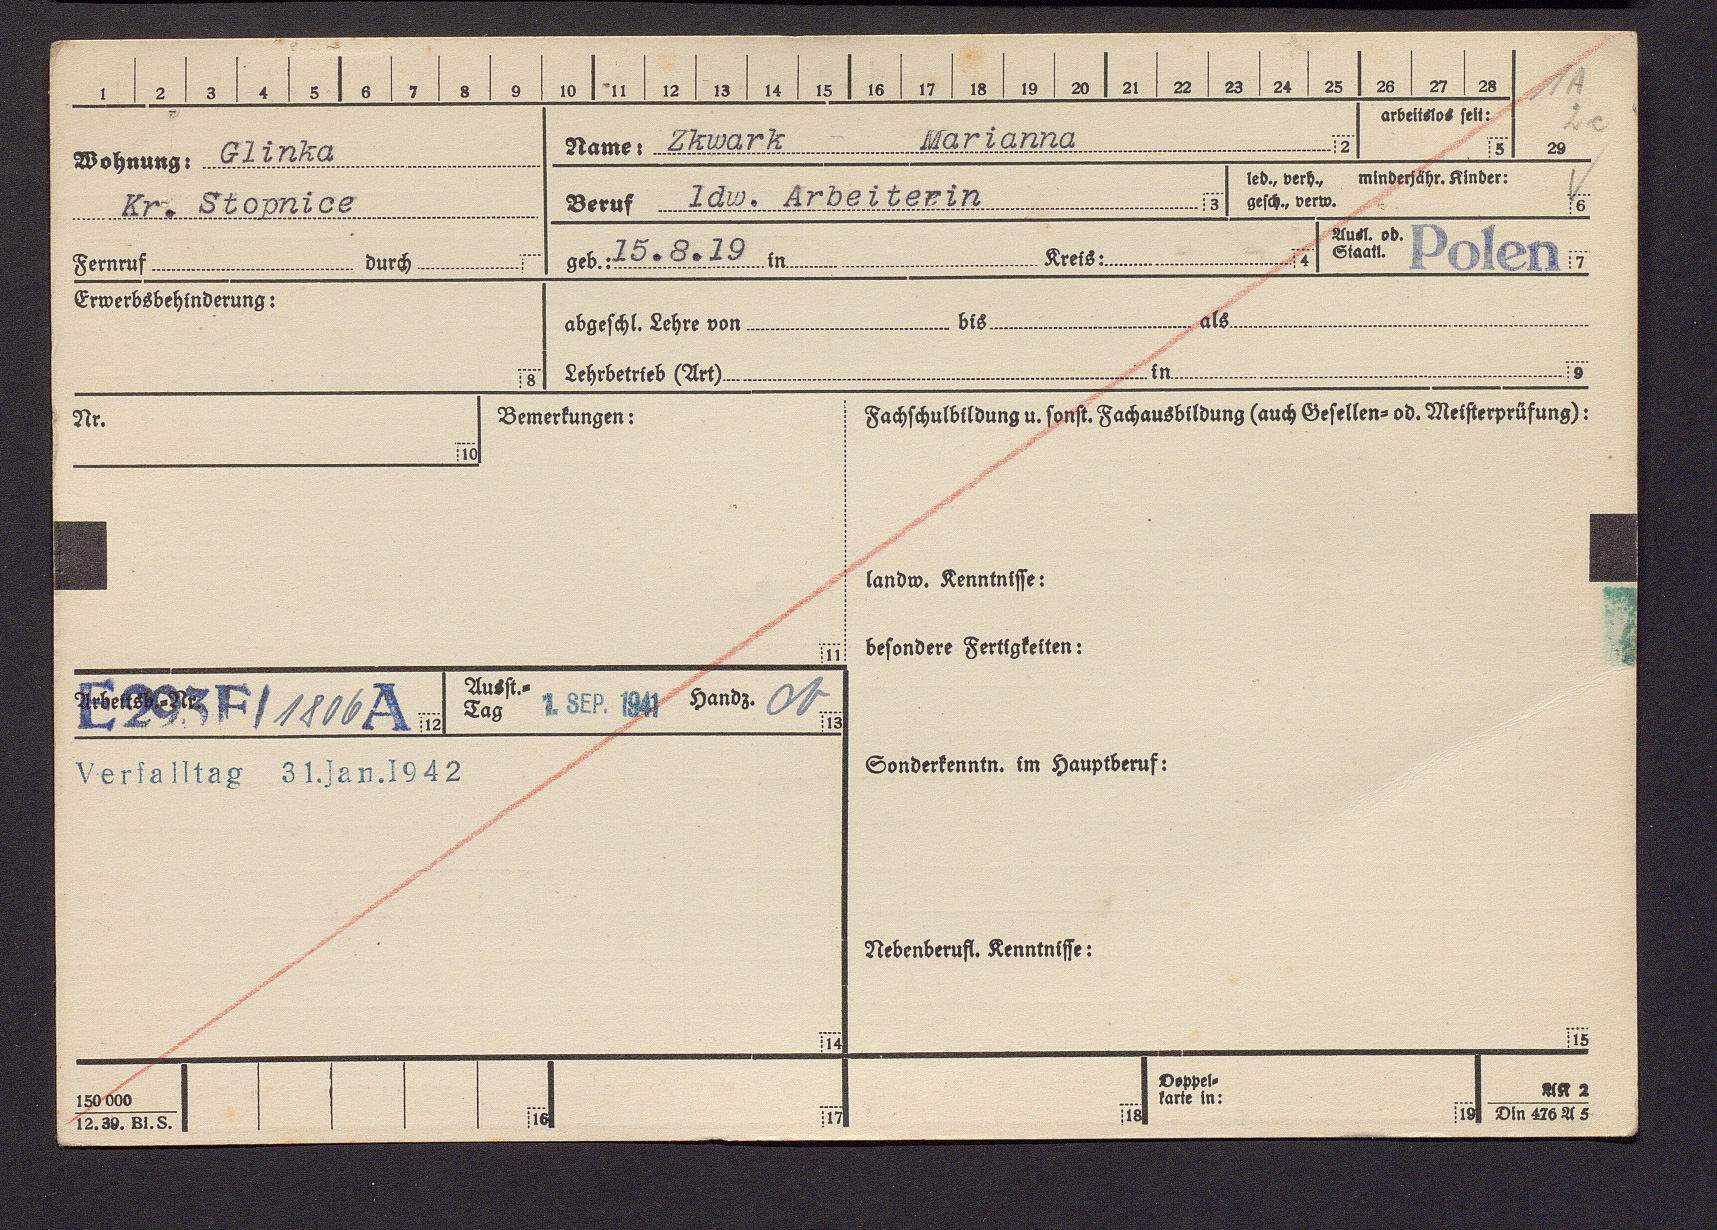 1 2 3 4 5 6 7 8 9 10 11 12 13 14 15 16 17 18 19 20 21 22 23 24 25 26 27 28
1A
2c
29
Wohnung: Glinka
Kr. Stopnice
Name: Zkwark Marianna 2
arbeitslos seit: 5
Beruf ldw. Arbeiterin 3
led., verh., minderjähr. Kinder:
gesch., verw. 6
Fernruf durch
geb.: 15.8.19 in Kreis: 4
Ausl. od. Polen 7
Staatl.
Erwerbsbehinderung:
8
abgeschl. Lehre von bis als
Lehrbetrieb (Art) in 9
Nr.
10
Bemerkungen:
11
Fachschulbildung u. sonst. Fachausbildung (auch Gesellen= od. Meisterprüfung):
landw. Kenntnisse:
besondere Fertigkeiten:
Arbeitsb.=Nr. E 293 F/ 1806 A 12
Ausst.=
Tag 1. SEP. 1941 Handz. 13
Verfalltag 31.Jan.1942
14
Sonderkenntn. im Hauptberuf:
Nebenberufl. Kenntnisse:
15
150 000
12. 39. Bl. S.
16
17
18
Doppel=
karte in:
19
AK 2
Din 476 A 5